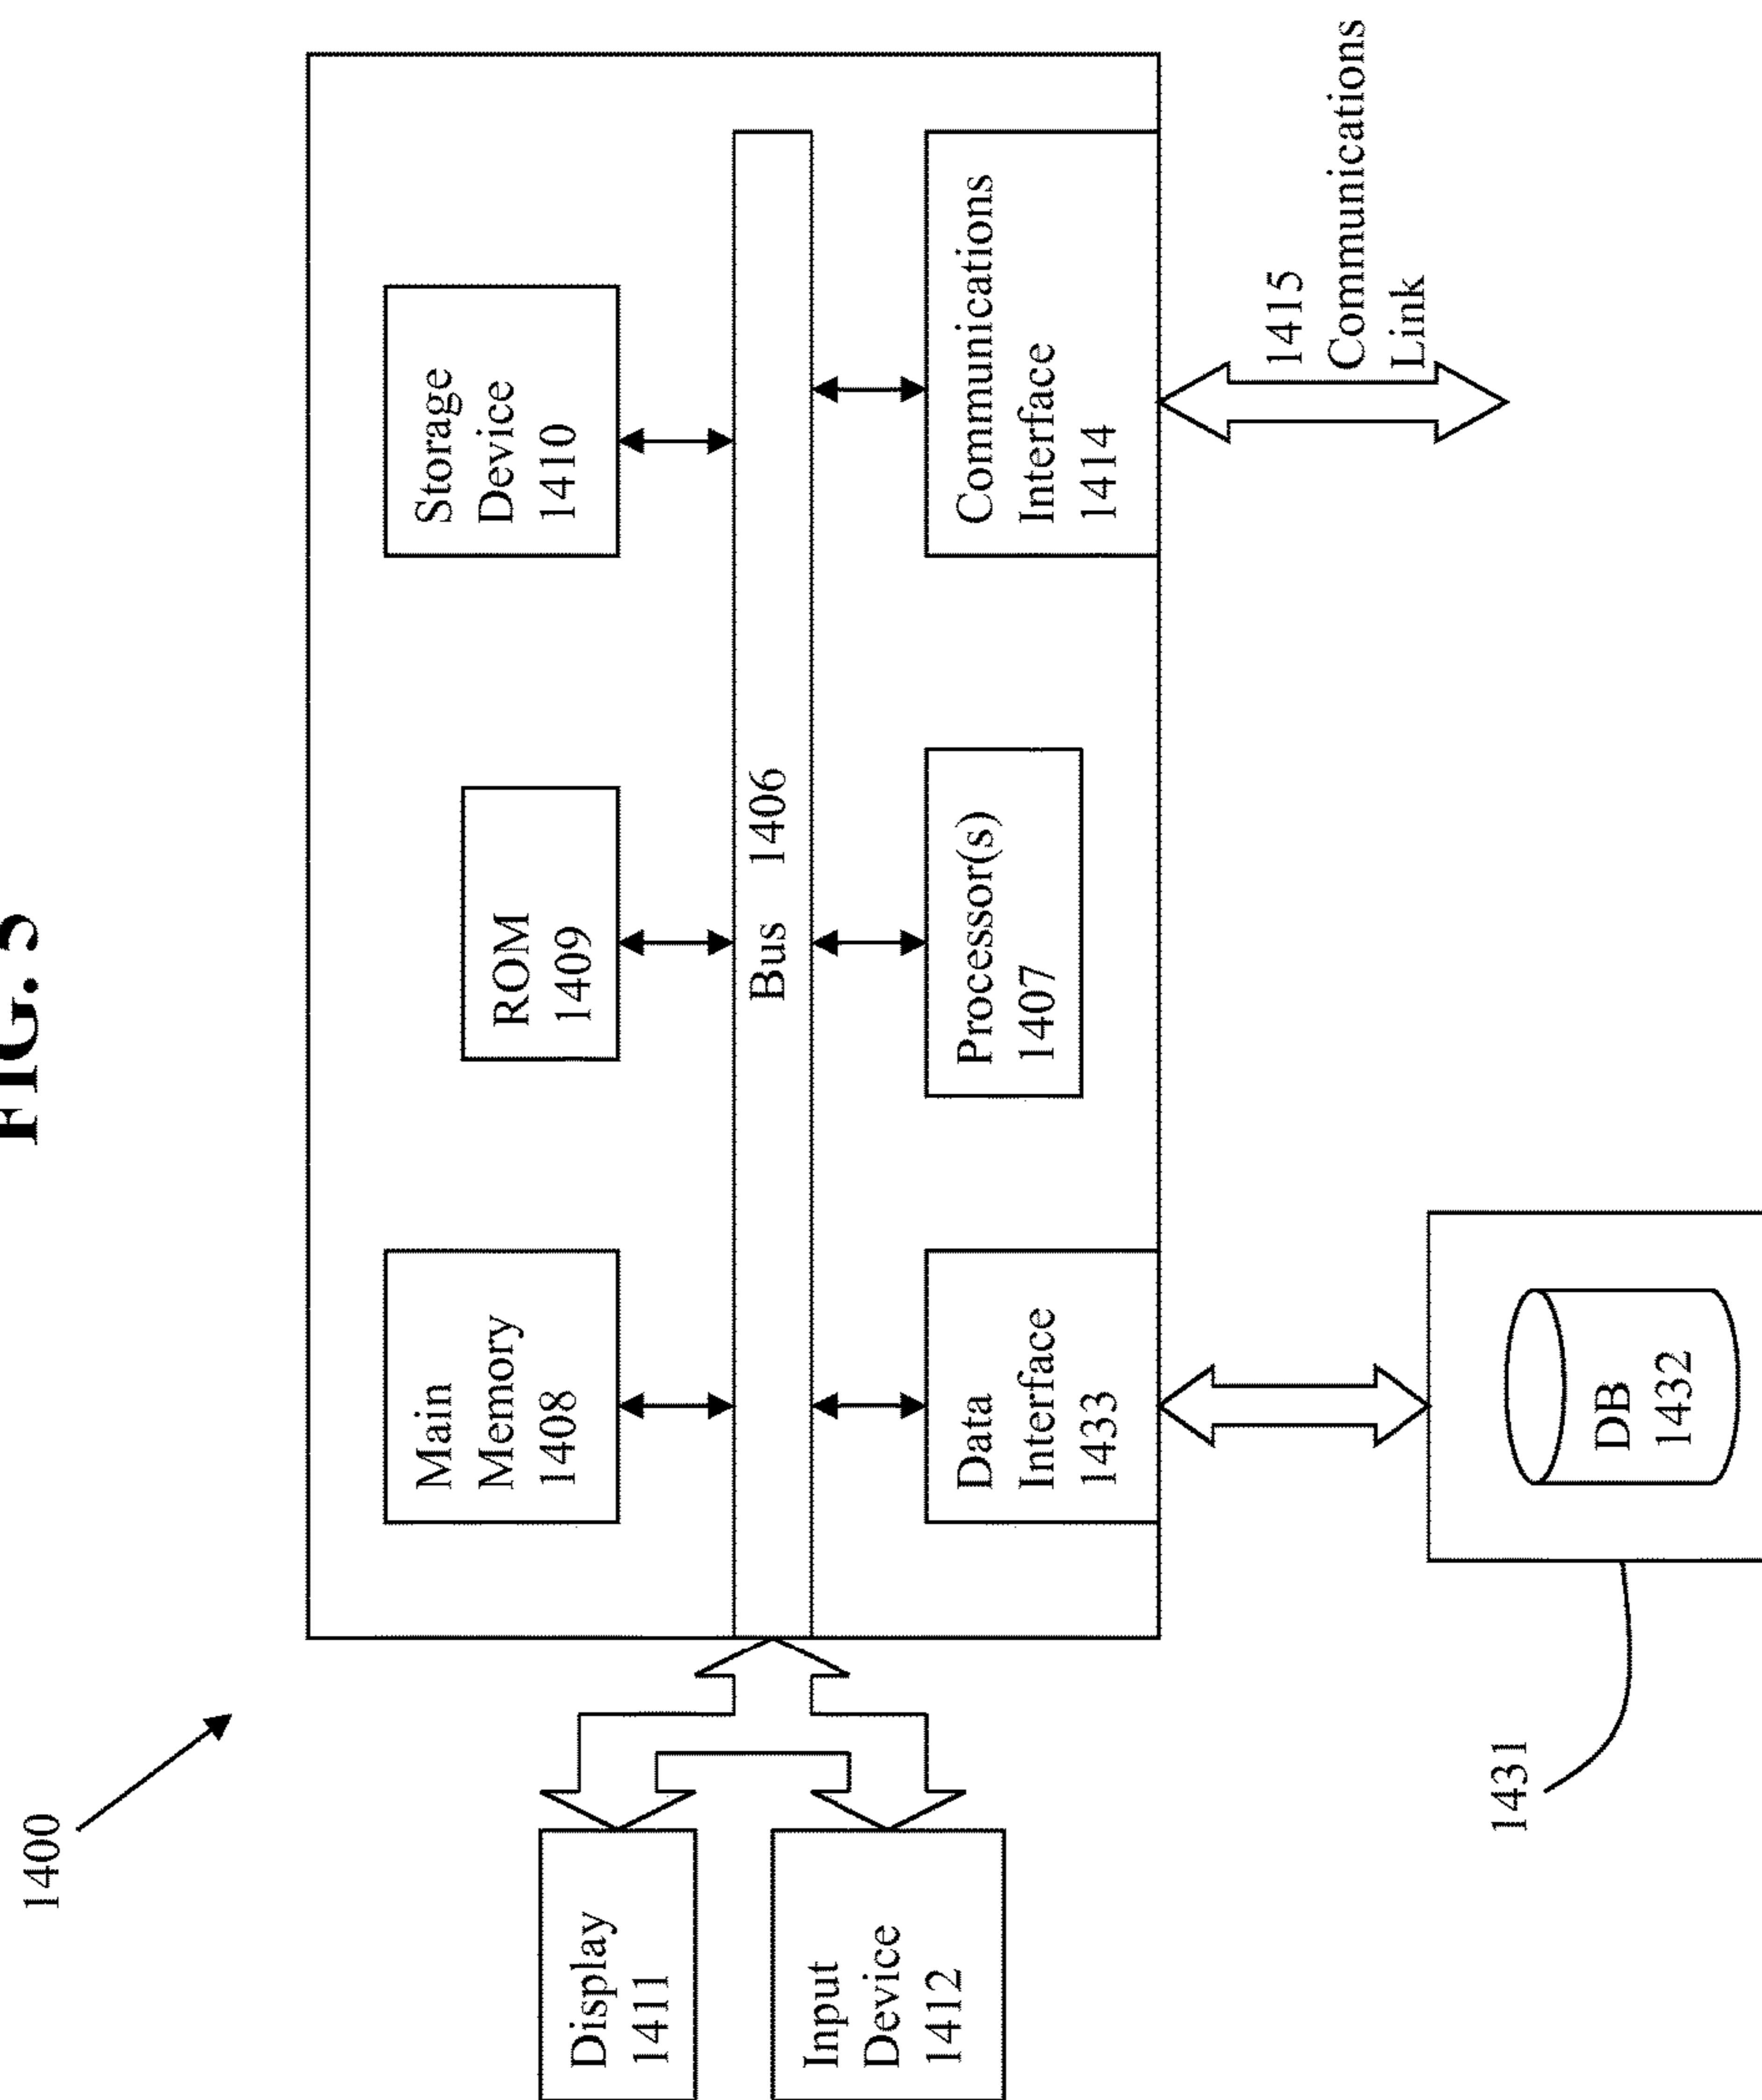 FIG.
1400
Main
Memory
1408
ROM
1409
Storage
Device
1410
Display
1411
Bus 1406
Input
Device
1412
Data
Interface
1433
Processor(s)
1407
Communications
Interface
1414
1415
Communications
Link
1431
DB
1432